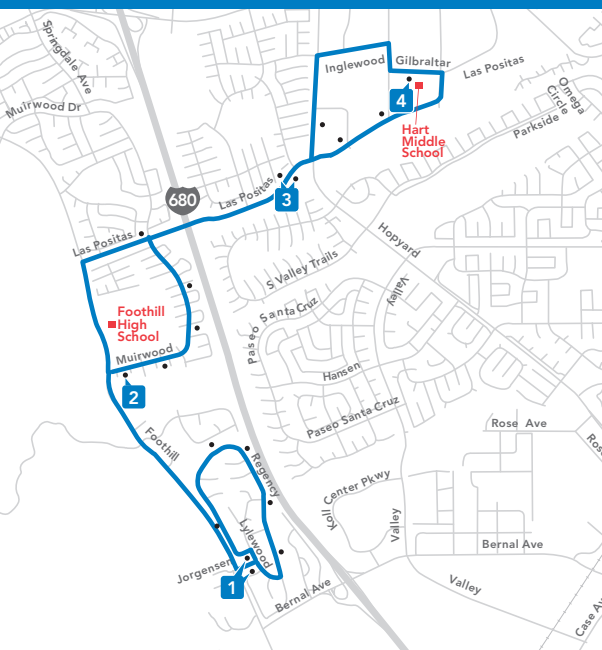 Springdale Ave
Inglewood
Gilbraltar
Las Positas
Muirwood Dr
4
Omega
Circle
Parkside
Hart
Middle
School
680
Las Positas
3
Las Positas
Hopyard
S Valley Trails
Valley
Foothill
High
School
Santa Cruz
Paseo
Muirwood
Hansen
2
Paseo Santa Cruz
Rose Ave
Foothill
Regency
Center Pkwy
Koll
Valley
Lylewood
Bernal Ave
Jorgensen
1
Bernal Ave
Valley
Case A